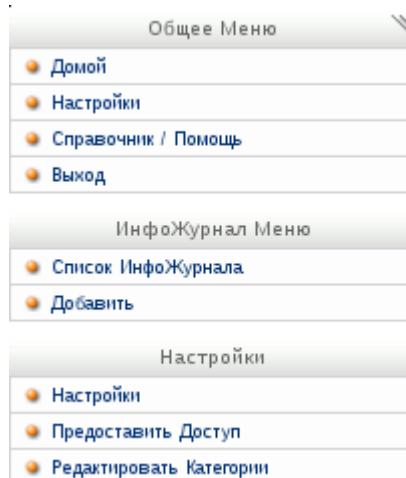 Общее Меню
Домой
Настройки
Справочник / Помощь
Выход
ИнфоЖурнал Меню
Список ИнфоЖурнала
Добавить
Настройки
Настройки
Предоставить Доступ
Редактировать Категории